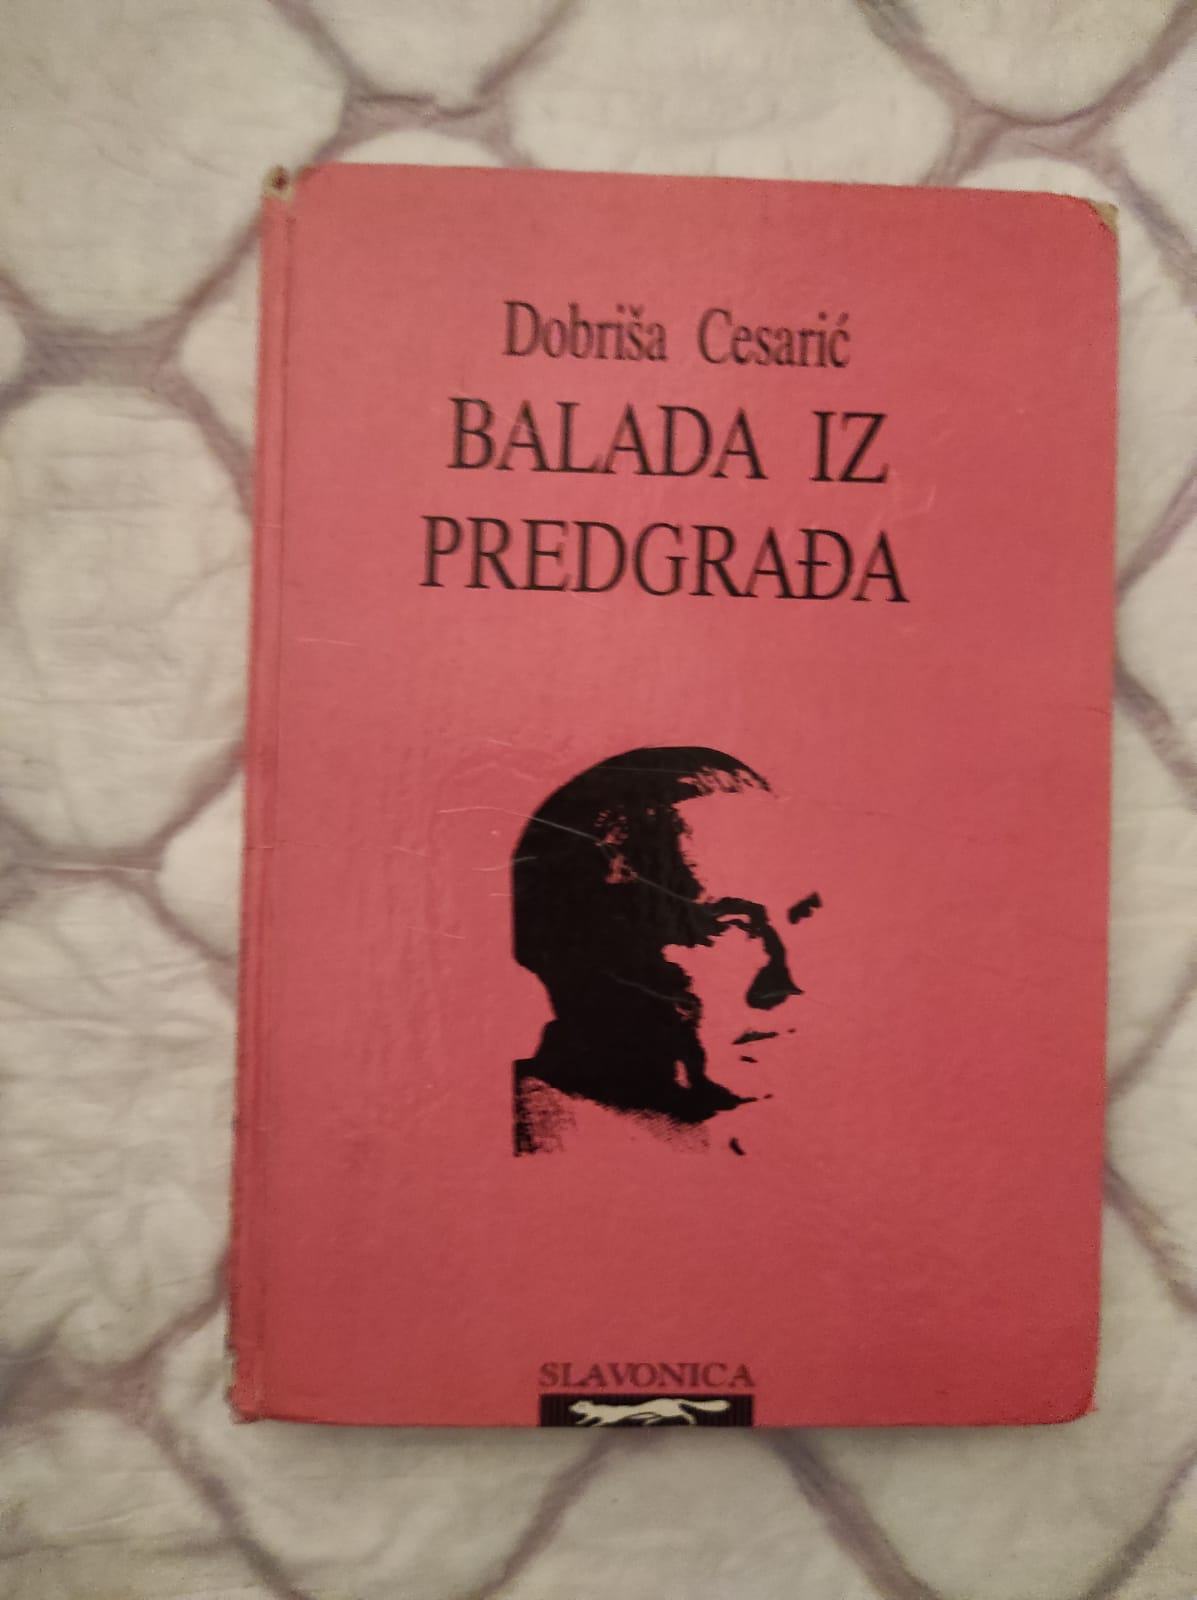 Dobriša Cesarić
BALADA IZ
PREDGRAĐA
SLAVONICA